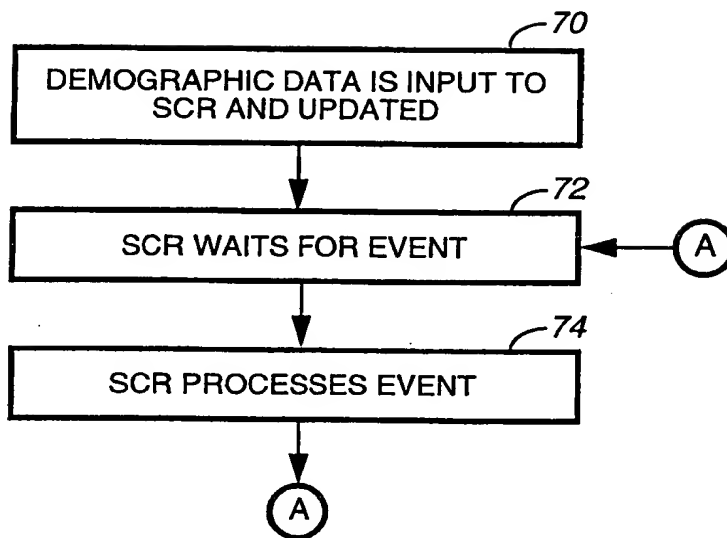 70
DEMOGRAPHIC DATA IS INPUT TO
SCR AND UPDATED
72
SCR WAITS FOR EVENT
A
74
SCR PROCESSES EVENT
A